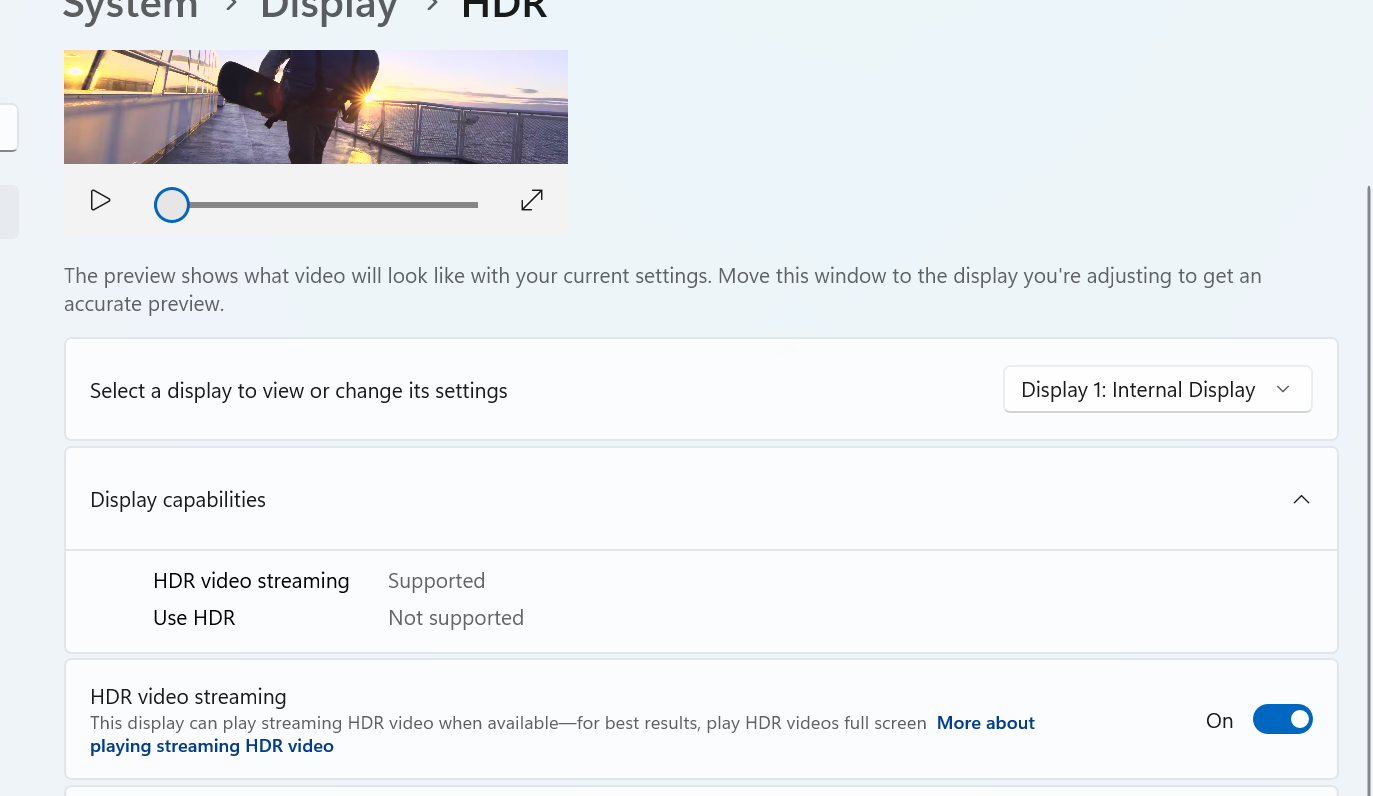 System > Display > HDR
The preview shows what video will look like with your current settings. Move this window to the display you're adjusting to get an
accurate preview.
Select a display to view or change its settings
Display 1: Internal Display
Display capabilities
HDR video streaming Supported
Use HDR Not supported
HDR video streaming
This display can play streaming HDR video when available—for best results, play HDR videos full screen More about
playing streaming HDR video
On